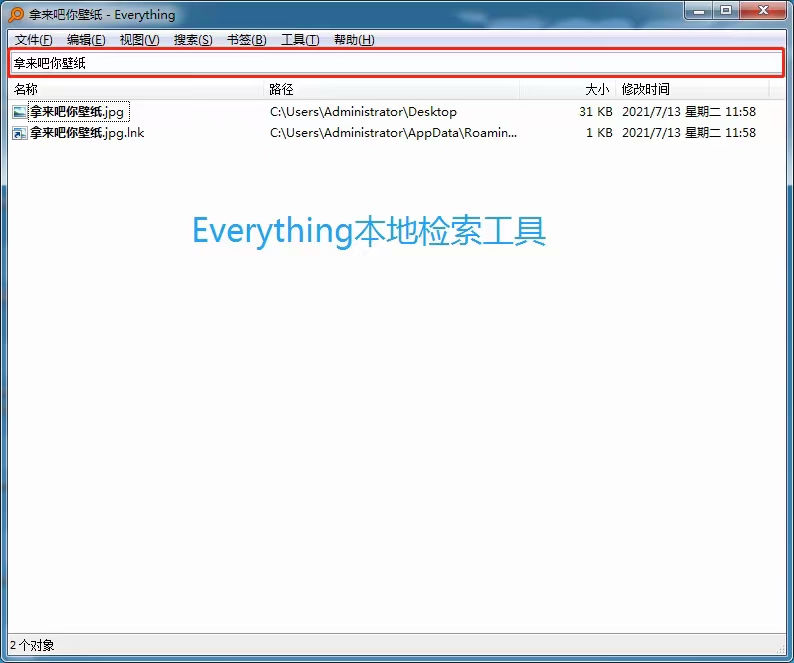 拿来吧你壁纸 - Everything
文件(F) 编辑(E) 视图(V) 搜索(S) 书签(B) 工具(T) 帮助(H)
拿来吧你壁纸
名称 路径 大小 修改时间
拿来吧你壁纸.jpg C:\Users\Administrator\Desktop 31 KB 2021/7/13 星期二 11:58
拿来吧你壁纸.jpg.lnk C:\Users\Administrator\AppData\Roamin... 1 KB 2021/7/13 星期二 11:58
Everything本地检索工具
2 个对象